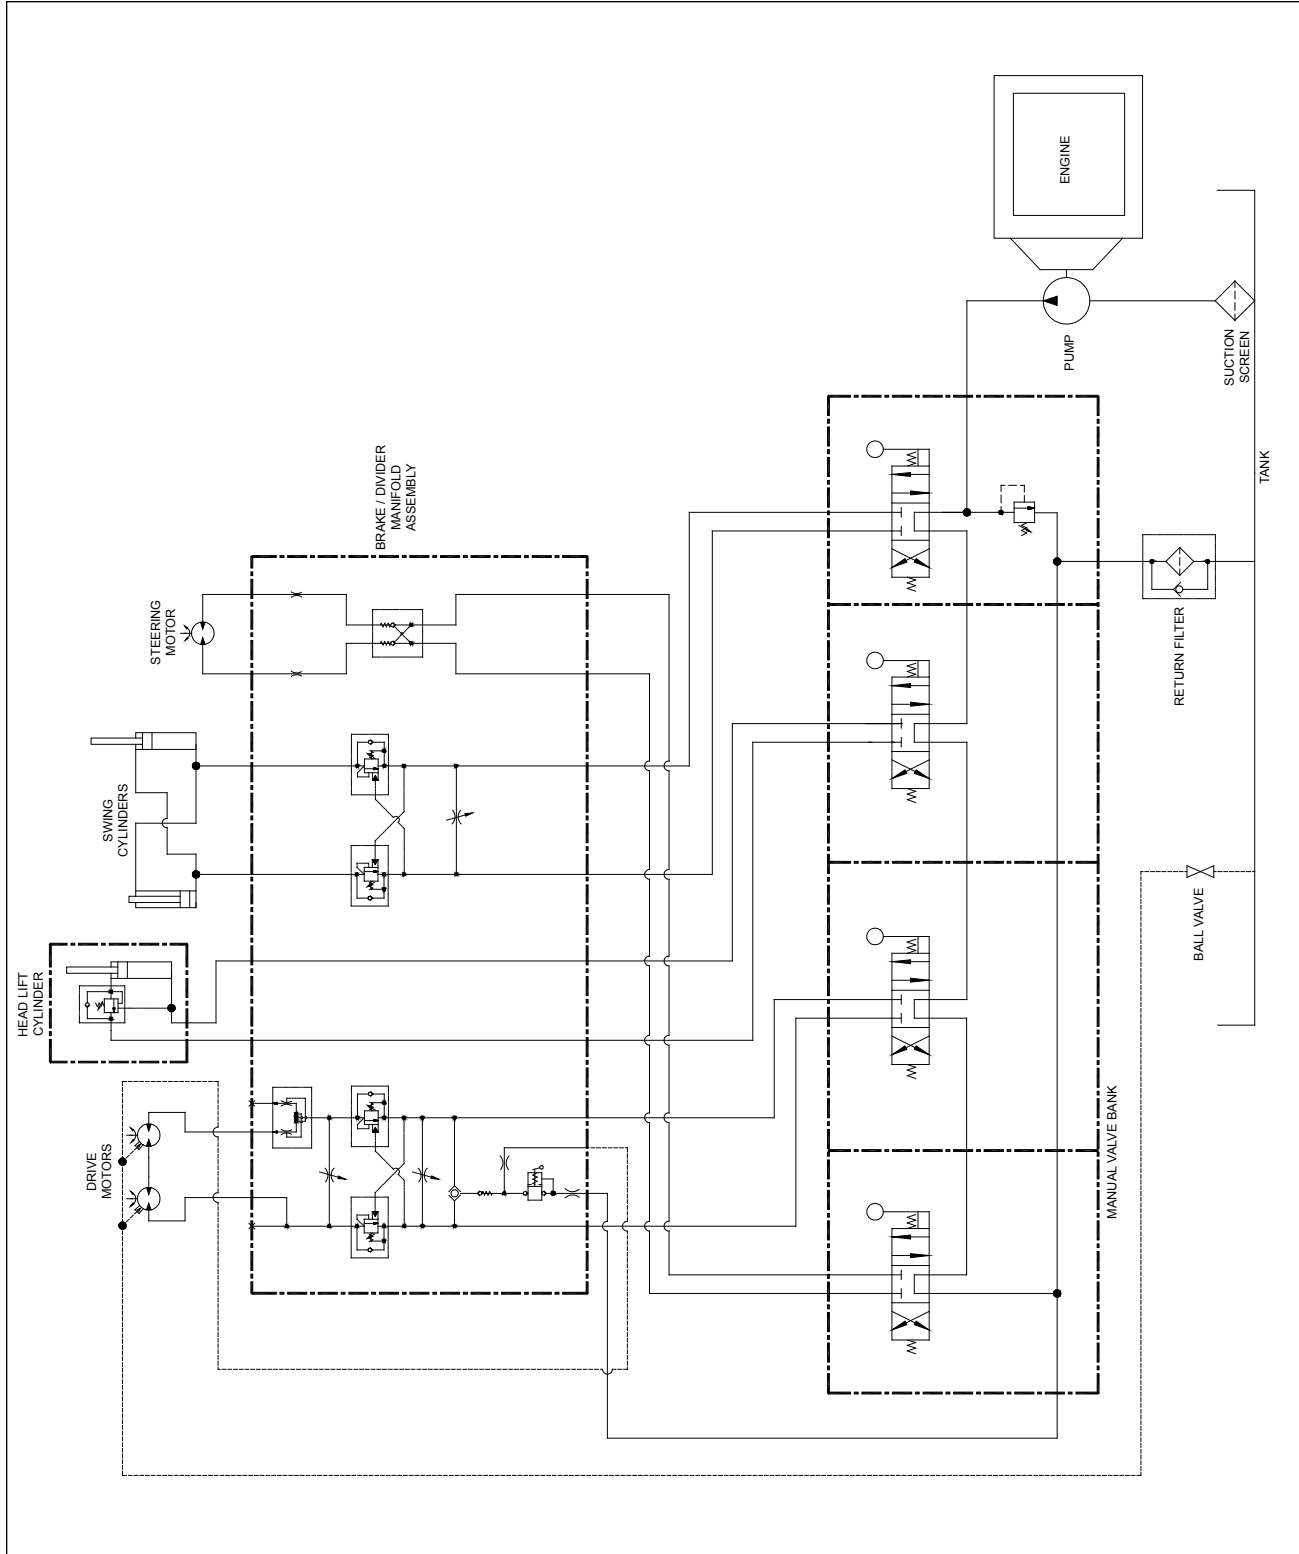 HEAD LIFT
CYLINDER
DRIVE
MOTORS
SWING
CYLINDERS
STEERING
MOTOR
BRAKE / DIVIDER
MANIFOLD
ASSEMBLY
ENGINE
PUMP
SUCTION
SCREEN
TANK
RETURN FILTER
BALL VALVE
MANUAL VALVE BANK